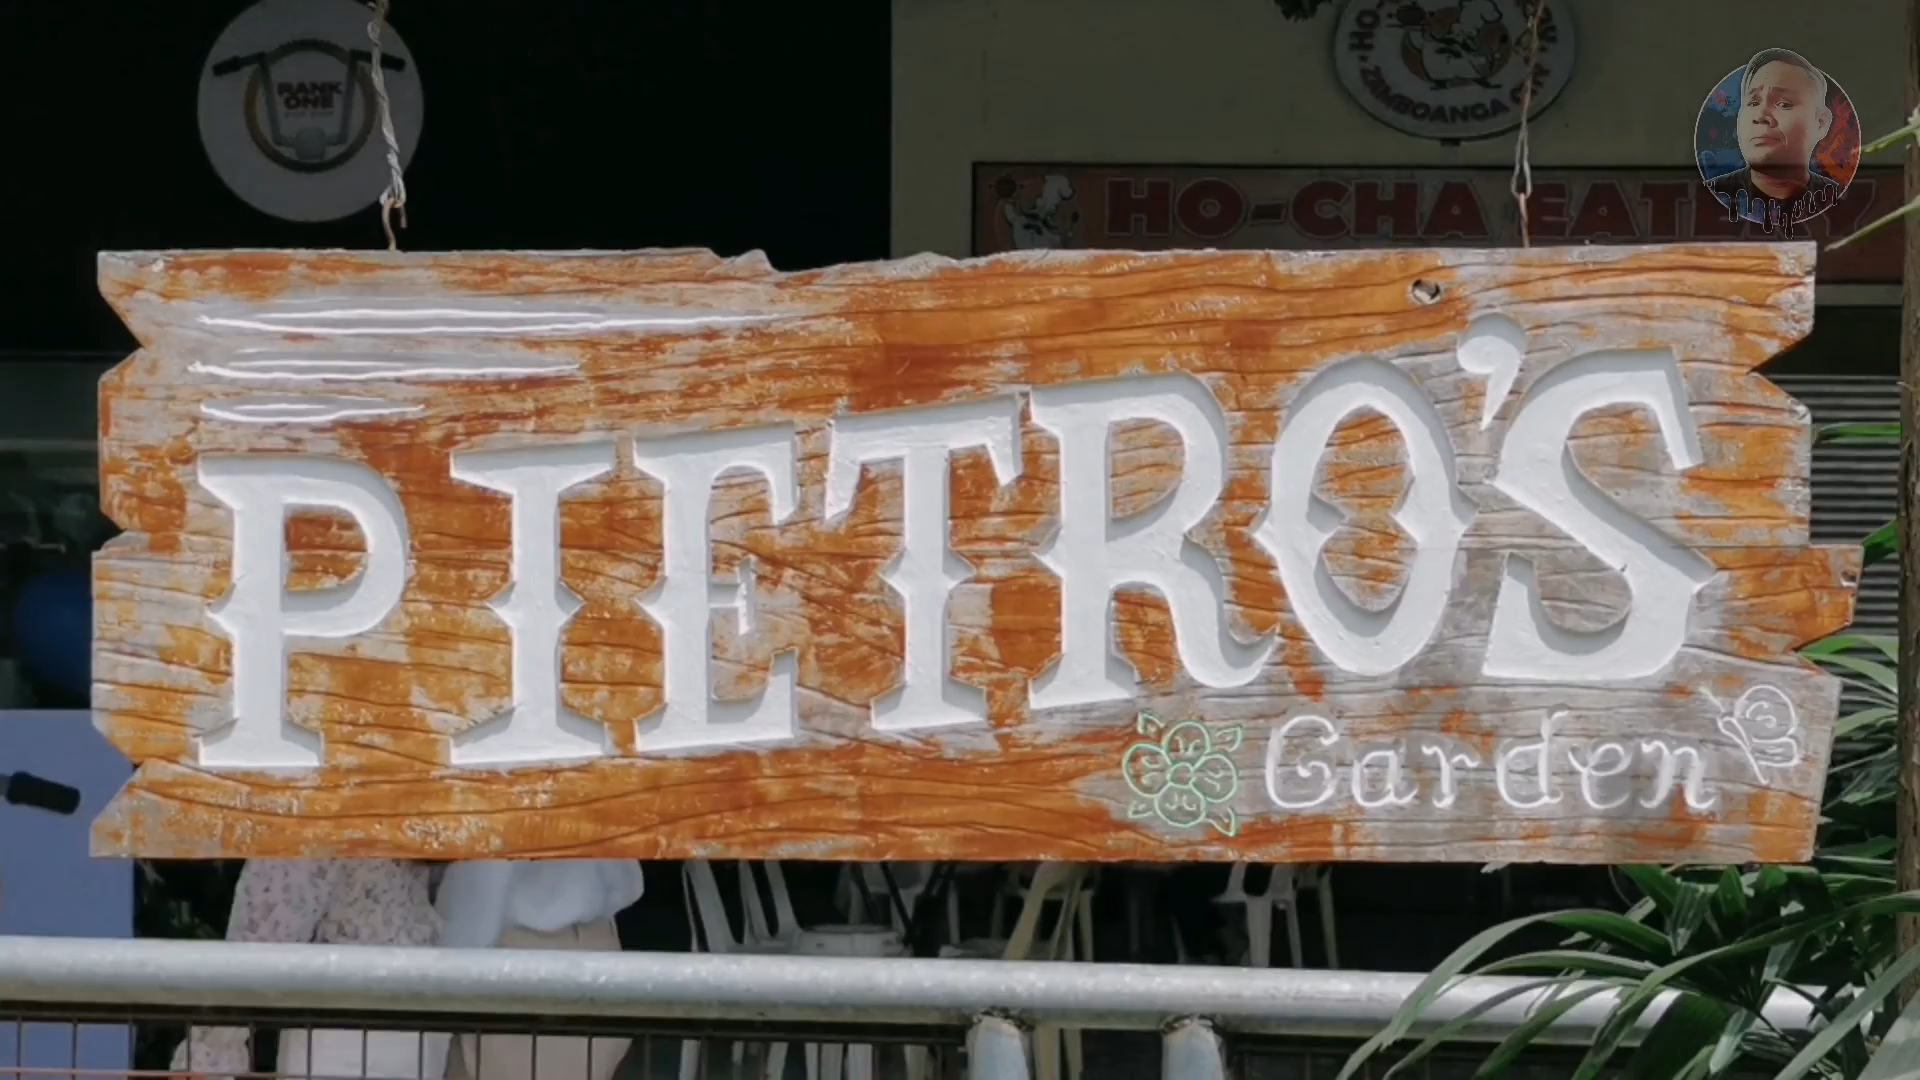 RANK
ONE
ZAMBOANGA CITY
HO-CHA EATERY
PIETRO'S
Garden